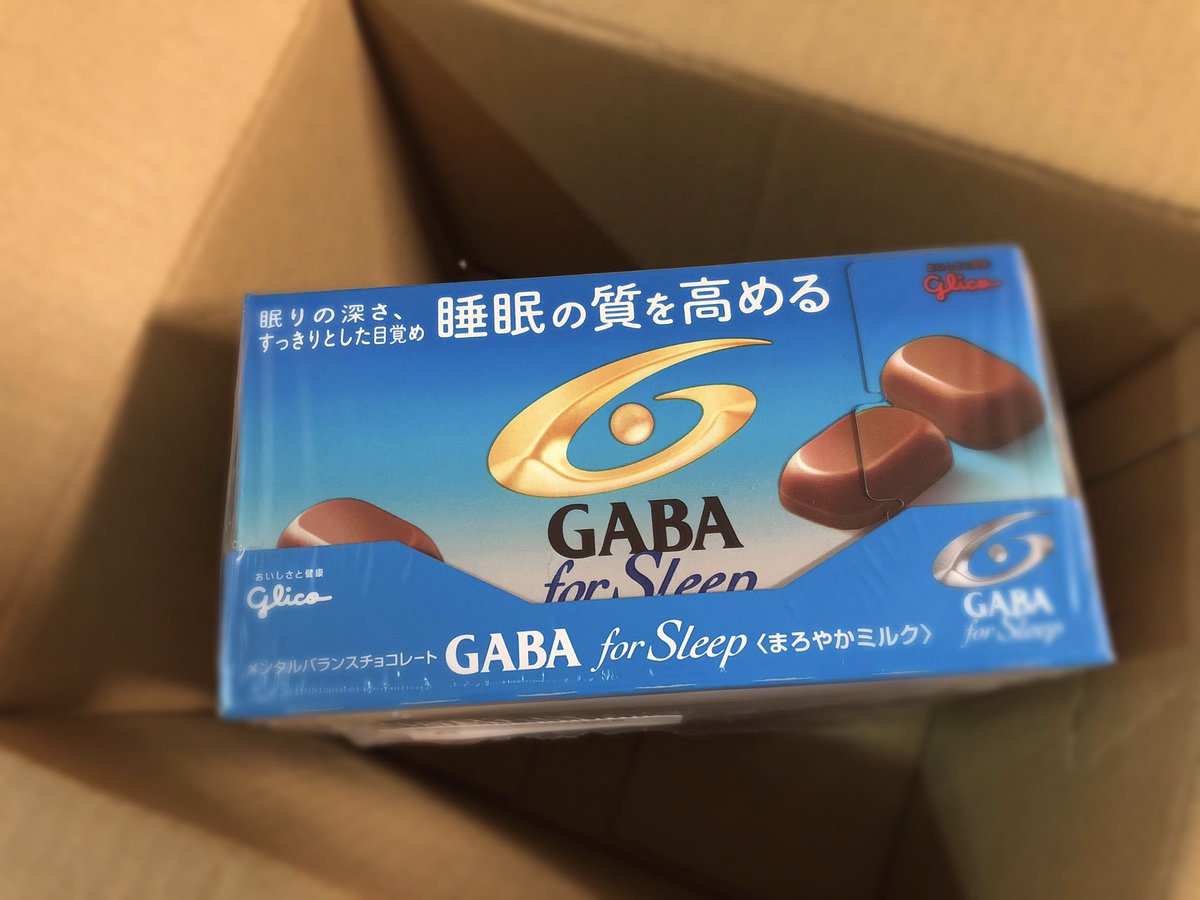 眠りの深さ、
すっきりとした目覚め
睡眠の質を高める
おいしさと健康
glico
GABA
for Sleep
おいしさと健康
glico
メンタルバランスチョコレート GABA for Sleep〈まろやかミルク〉
GABA
for Sleep